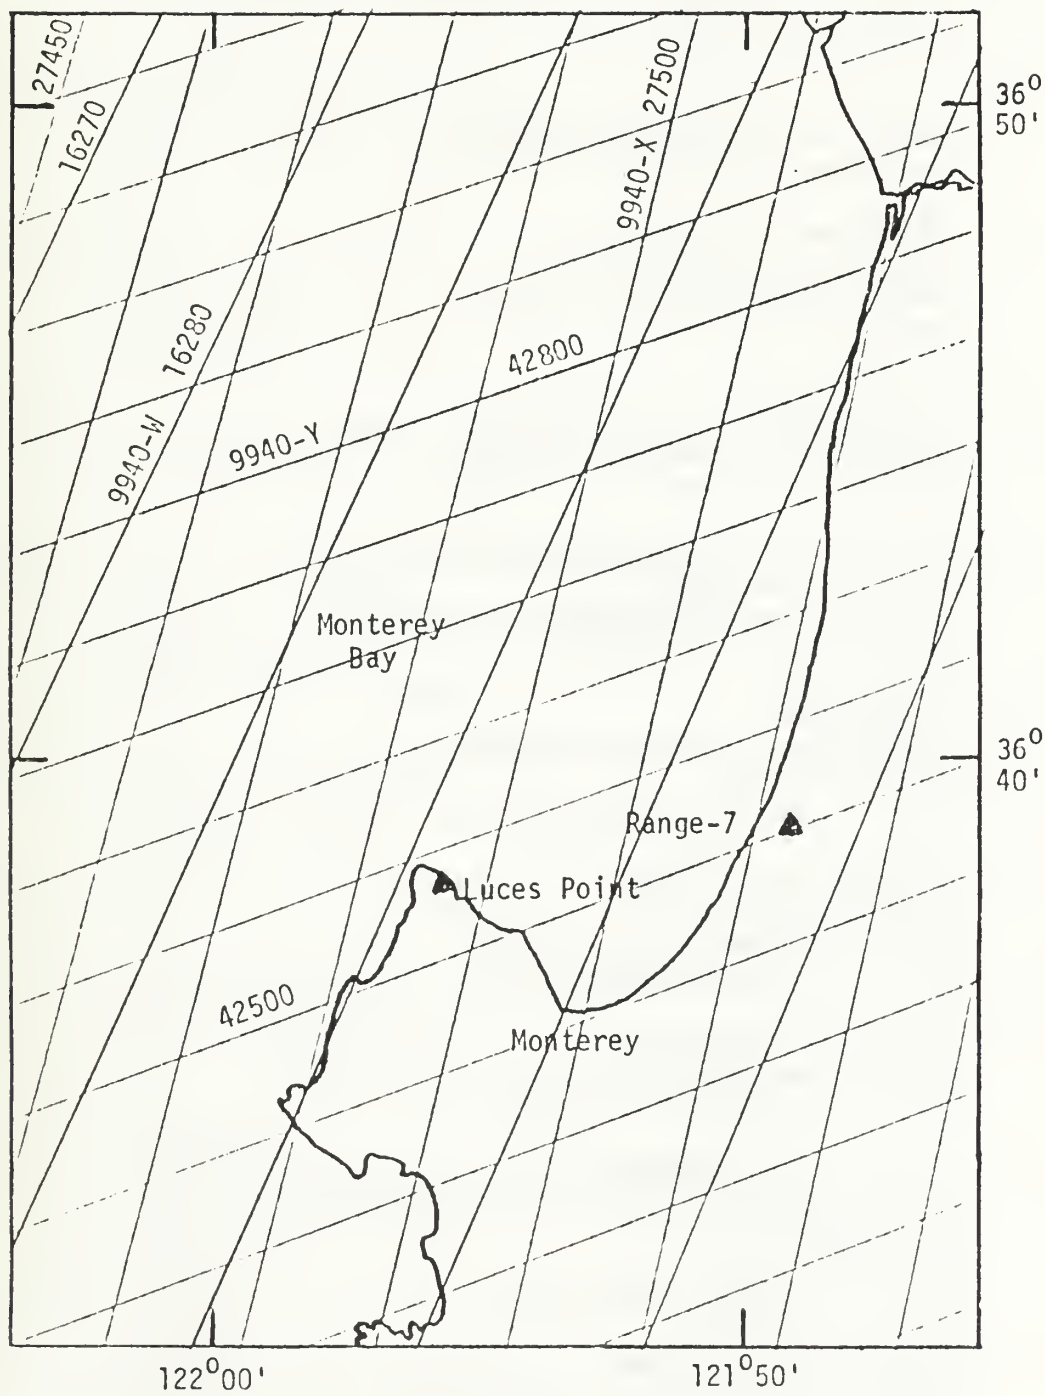 27450
16270
9940-X 27500
36°
50'
16280
42800
9940-W
9940-Y
Monterey
Bay
36°
40'
Range-7
Luces Point
42500
Monterey
122°00'
121°50'